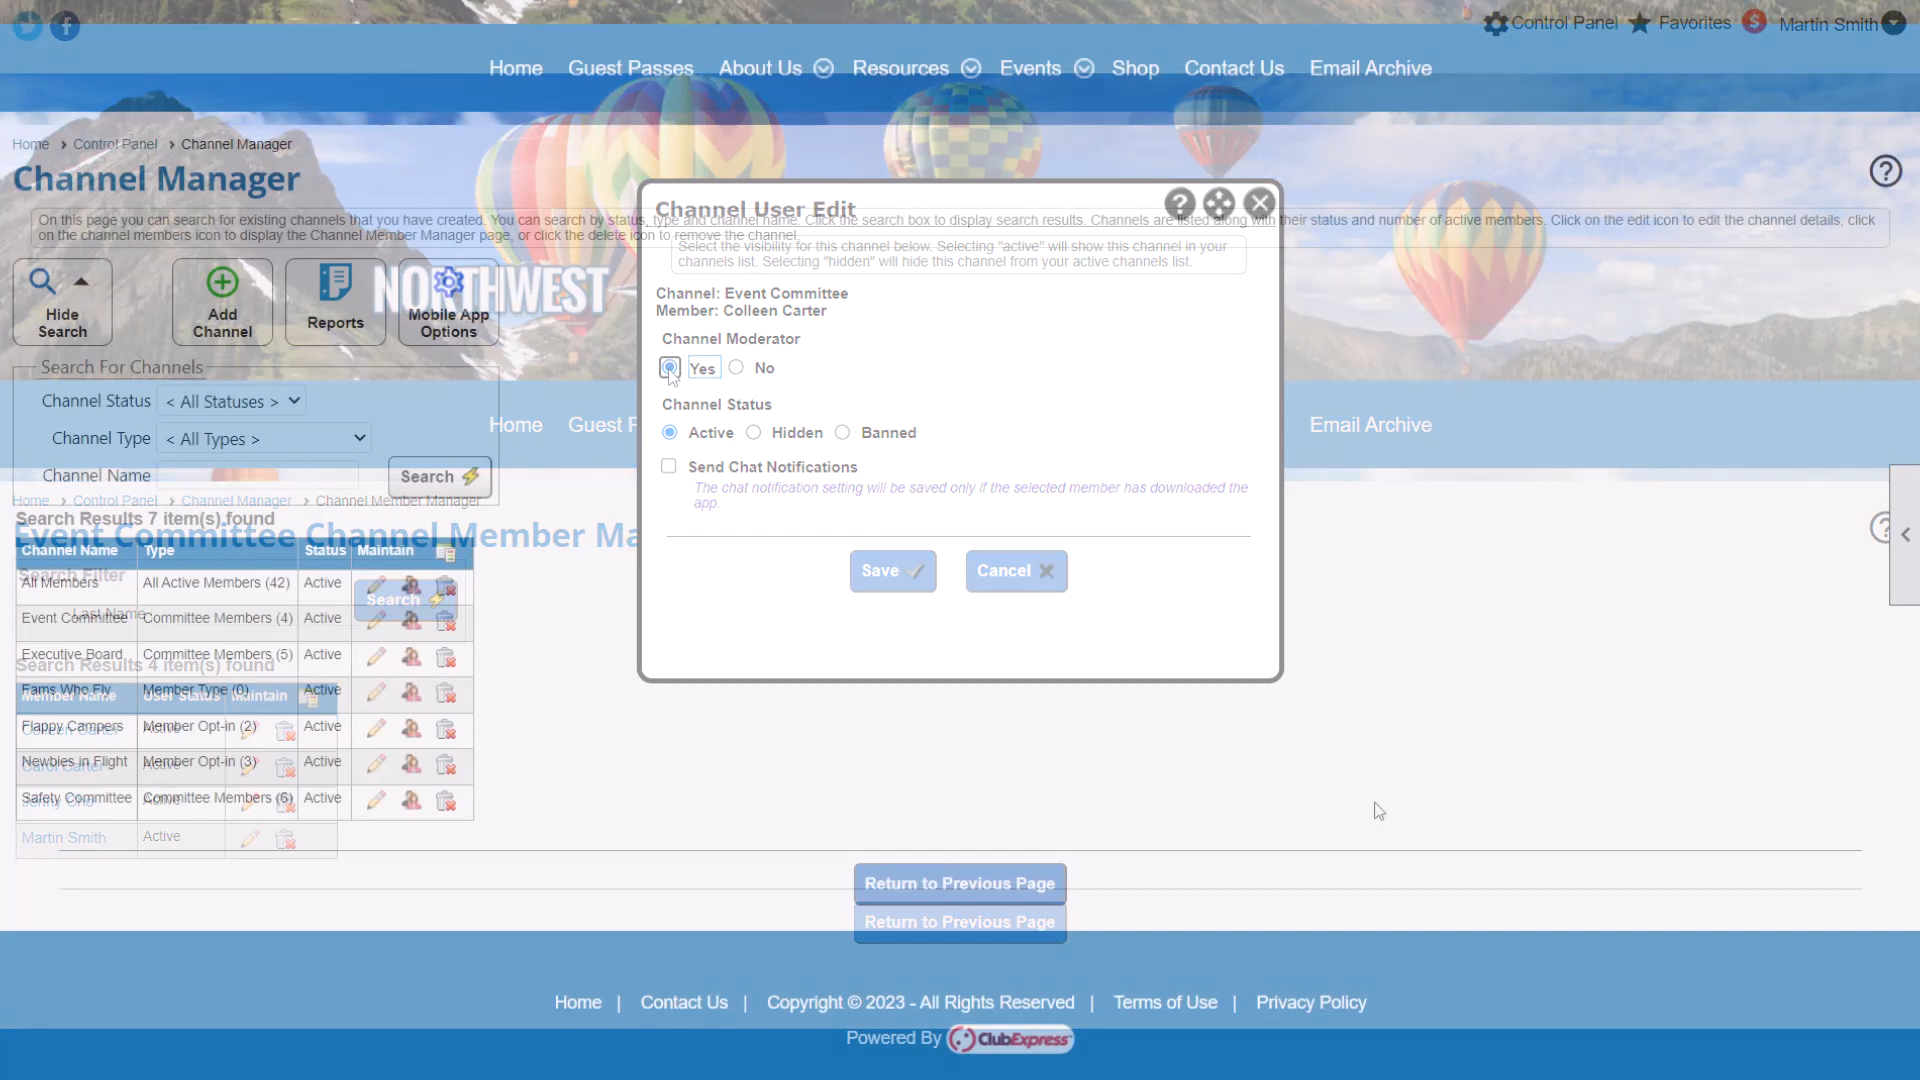 Control Panel
Favorites
$
Martin Smith
Home
Guest Passes
About Us
Resources
Events
Shop
Contact Us
Email Archive
Home › Control Panel › Channel Manager
Channel Manager
On this page you can search for existing channels that you have created. You can search by status, type and channel name. Click the search box to display search results. Channels are listed along with their status and number of active members. Click on the edit icon to edit the channel details, click
on the channel members icon to display the Channel Member Manager page, or click the delete icon to remove the channel.
Hide
Search
Add
Channel
Reports
Mobile App
Options
NORTHWEST
Search For Channels
Channel Status < All Statuses >
Channel Type < All Types >
Channel Name
Search
Channel User Edit
Select the visibility for this channel below. Selecting "active" will show this channel in your
channels list. Selecting "hidden" will hide this channel from your active channels list.
Channel: Event Committee
Member: Colleen Carter
Channel Moderator
Yes No
Channel Status
Active Hidden Banned
Send Chat Notifications
The chat notification setting will be saved only if the selected member has downloaded the
app.
Save
Cancel
Home
Guest
Email Archive
Home › Control Panel › Channel Manager › Channel Member Manager
Search Results 7 item(s) found
Event Committee Channel Member Ma
Channel Name Type Status Maintain
Search Filter
All Members All Active Members (42) Active
Search
Last Name
Event Committee Committee Members (4) Active
Executive Board Committee Members (5) Active
Search Results 4 item(s) found
Fams Who Fly Member Type (0) Active
Member Name User Status Maintain
Flappy Campers Member Opt-in (2) Active
Colleen Carter Active
Newbies in Flight Member Opt-in (3) Active
Carol Carter Active
Safety Committee Committee Members (6) Active
Martin Smith Active
Return to Previous Page
Return to Previous Page
Home | Contact Us | Copyright © 2023 - All Rights Reserved | Terms of Use | Privacy Policy
Powered By ClubExpress